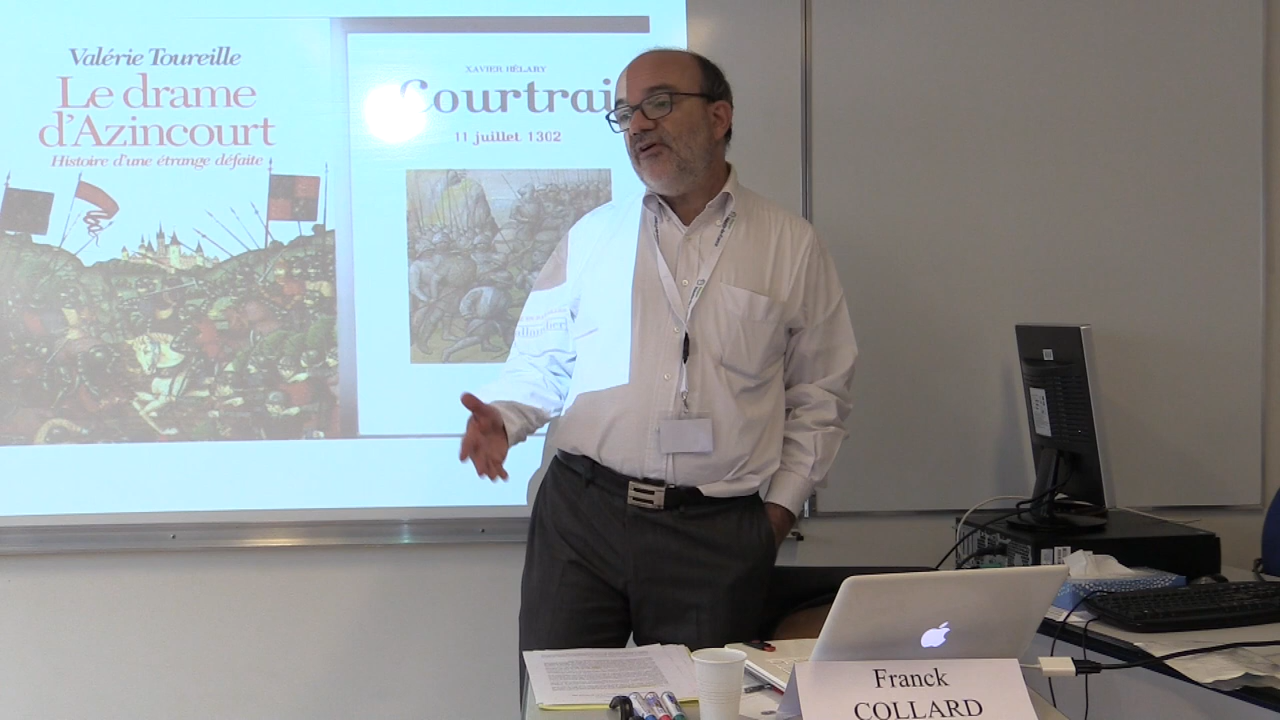 Valérie Toureille
Le drame
d'Azincourt
Histoire d'une étrange défaite
XAVIER HÉLARY
Courtrai
11 juillet 1302
Franck
COLLARD